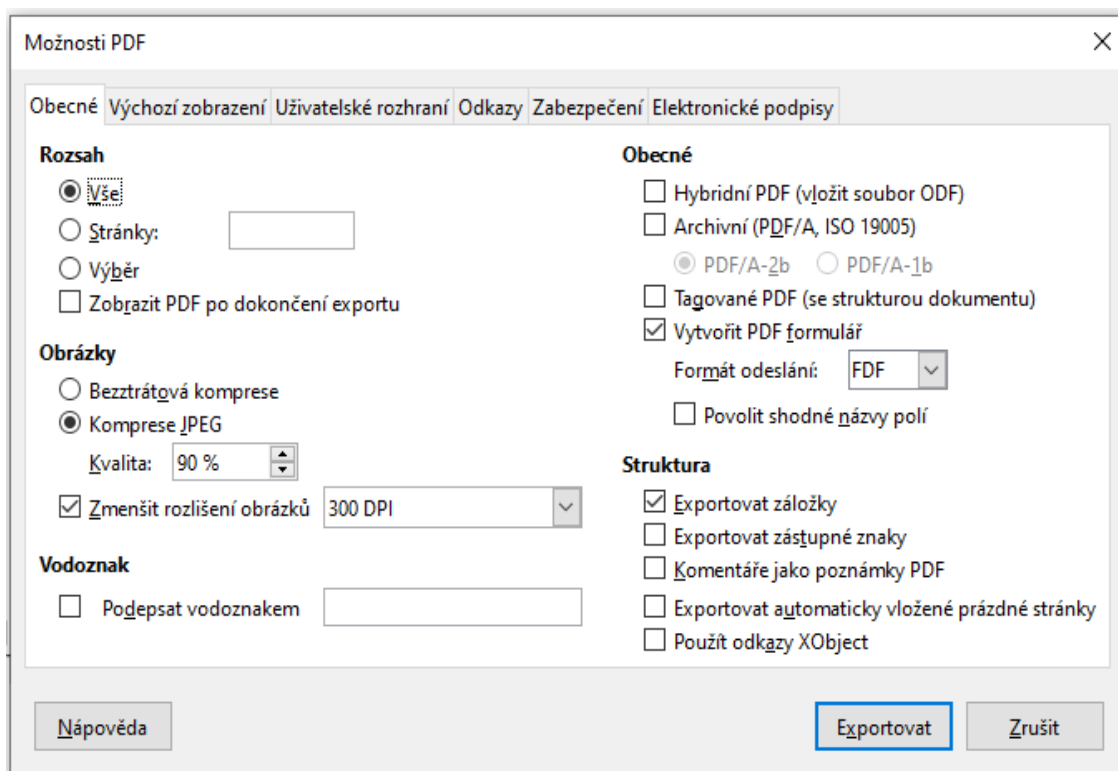 Možnosti PDF
Obecné Výchozí zobrazení Uživatelské rozhraní Odkazy Zabezpečení Elektronické podpisy
Rozsah
Vše
Stránky:
Výběr
Zobrazit PDF po dokončení exportu
Obrázky
Bezztrátová komprese
Komprese JPEG
Kvalita: 90 %
Zmenšit rozlišení obrázků 300 DPI
Vodoznak
Podepsat vodoznakem
Obecné
Hybridní PDF (vložit soubor ODF)
Archivní (PDF/A, ISO 19005)
PDF/A-2b PDF/A-1b
Tagované PDF (se strukturou dokumentu)
Vytvořit PDF formulář
Formát odeslání: FDF
Povolit shodné názvy polí
Struktura
Exportovat záložky
Exportovat zástupné znaky
Komentáře jako poznámky PDF
Exportovat automaticky vložené prázdné stránky
Použít odkazy XObject
Nápověda Exportovat Zrušit